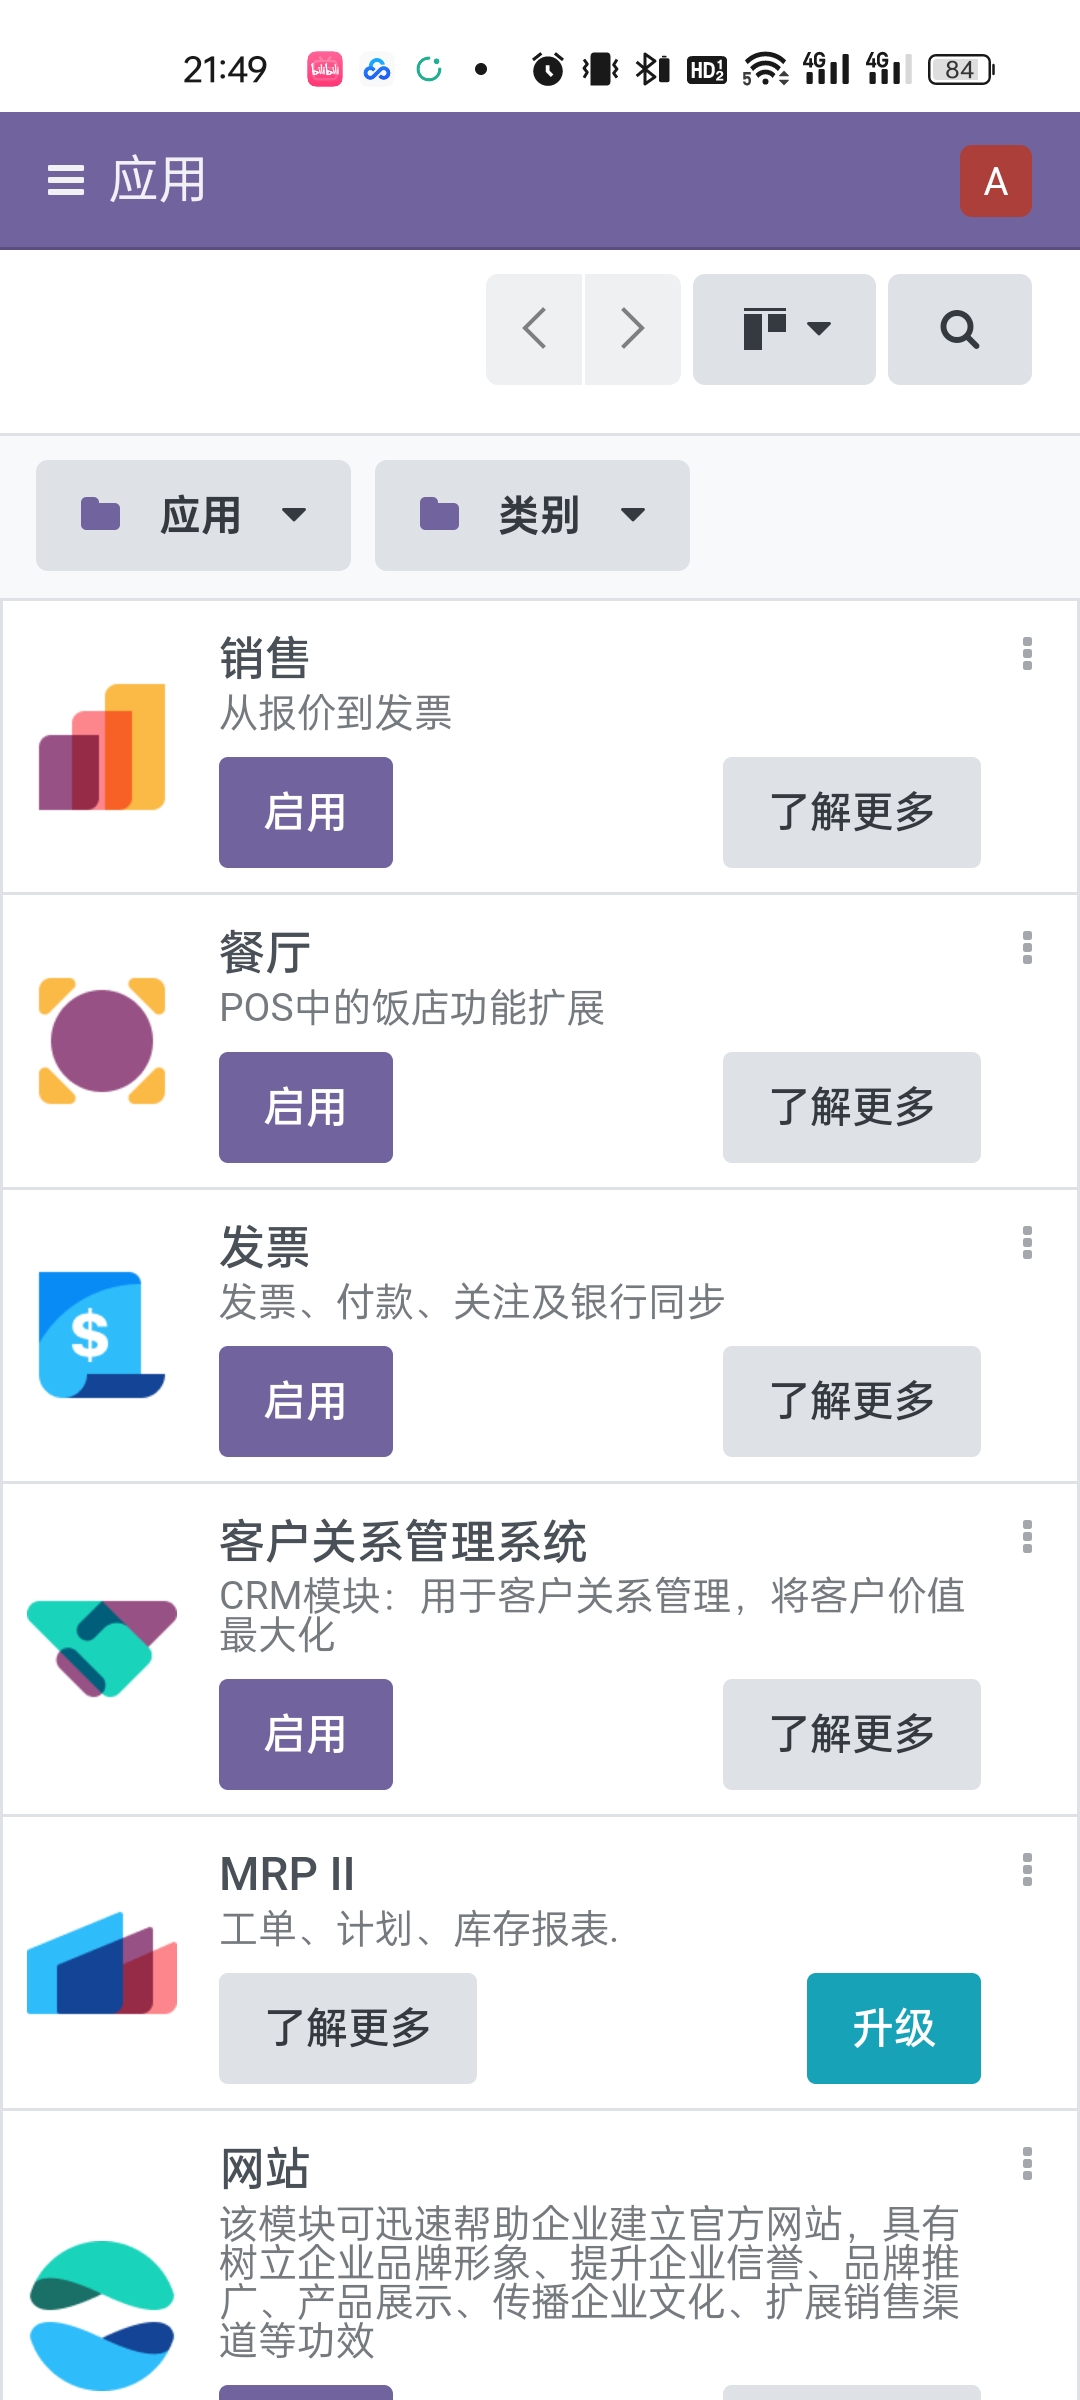 21:49 bilibili HD 1 2 5 4G 4G 84
应用 A
应用 类别
销售
从报价到发票
启用 了解更多
餐厅
POS中的饭店功能扩展
启用 了解更多
发票
$
发票、付款、关注及银行同步
启用 了解更多
客户关系管理系统
CRM模块：用于客户关系管理，将客户价值
最大化
启用 了解更多
MRP II
工单、计划、库存报表.
了解更多 升级
网站
该模块可迅速帮助企业建立官方网站，具有
树立企业品牌形象、提升企业信誉、品牌推
广、产品展示、传播企业文化、扩展销售渠
道等功效